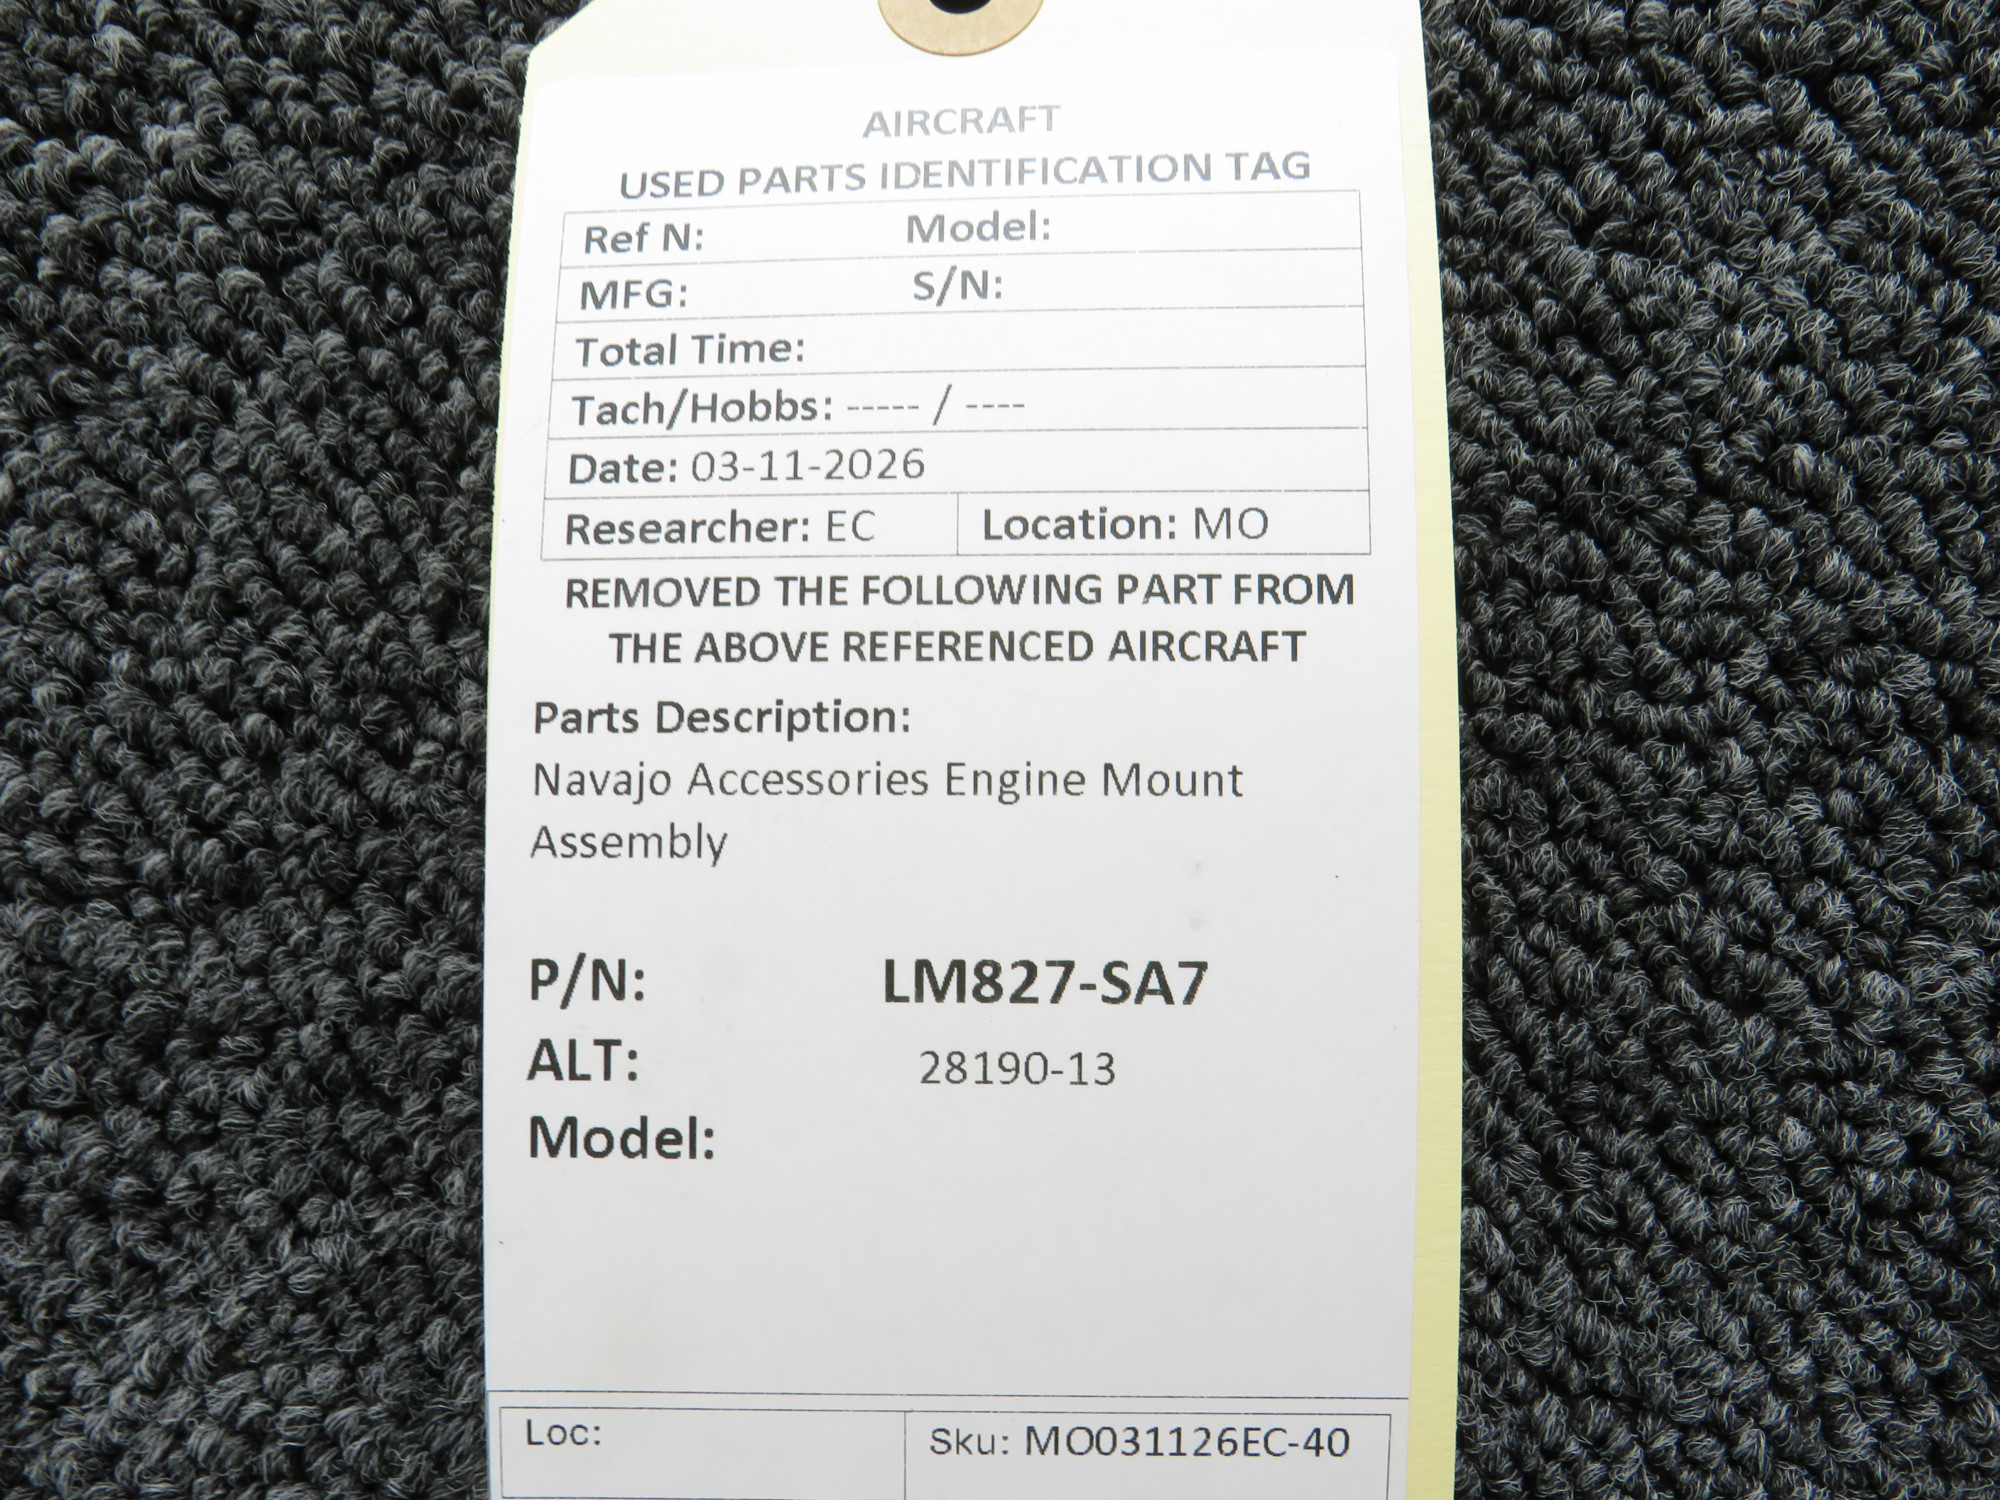 AIRCRAFT
USED PARTS IDENTIFICATION TAG
Ref N: Model:
MFG: S/N:
Total Time:
Tach/Hobbs: ----- / ----
Date: 03-11-2026
Researcher: EC Location: MO
REMOVED THE FOLLOWING PART FROM
THE ABOVE REFERENCED AIRCRAFT
Parts Description:
Navajo Accessories Engine Mount
Assembly
P/N: LM827-SA7
ALT: 28190-13
Model:
Loc: Sku: MO031126EC-40